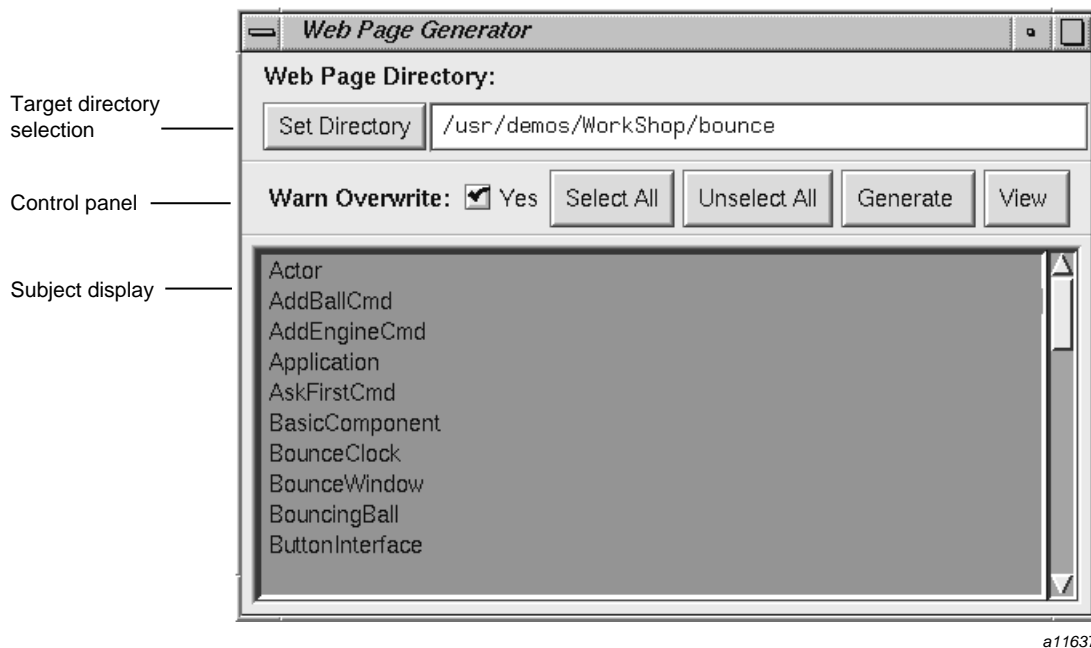 Web Page Generator
Web Page Directory:
Target directory
selection
Set Directory /usr/demos/WorkShop/bounce
Control panel
Warn Overwrite: Yes Select All Unselect All Generate View
Subject display
Actor
AddBallCmd
AddEngineCmd
Application
AskFirstCmd
BasicComponent
BounceClock
BounceWindow
BouncingBall
ButtonInterface
a11637